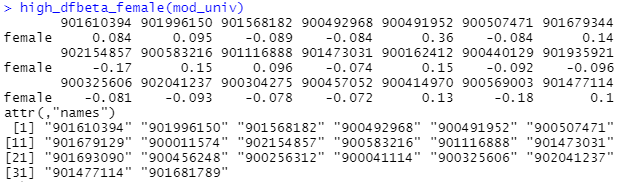 > high_dfbeta_female(mod_univ)
901610394 901996150 901568182 900492968 900491952 900507471 901679344
female 0.084 0.095 -0.089 -0.084 0.36 -0.084 0.14
902154857 900583216 901116888 901473031 900162412 900440129 901935921
female -0.17 0.15 0.096 -0.074 0.15 -0.092 -0.096
900325606 902041237 900304275 900457052 900414970 900569003 901477114
female -0.081 -0.093 -0.078 -0.072 0.13 -0.18 0.1
attr(,"names")
[1] "901610394" "901996150" "901568182" "900492968" "900491952" "900507471"
[11] "901679129" "900011574" "902154857" "900583216" "901116888" "901473031"
[21] "901693090" "900456248" "900256312" "900041114" "900325606" "902041237"
[31] "901477114" "901681789"